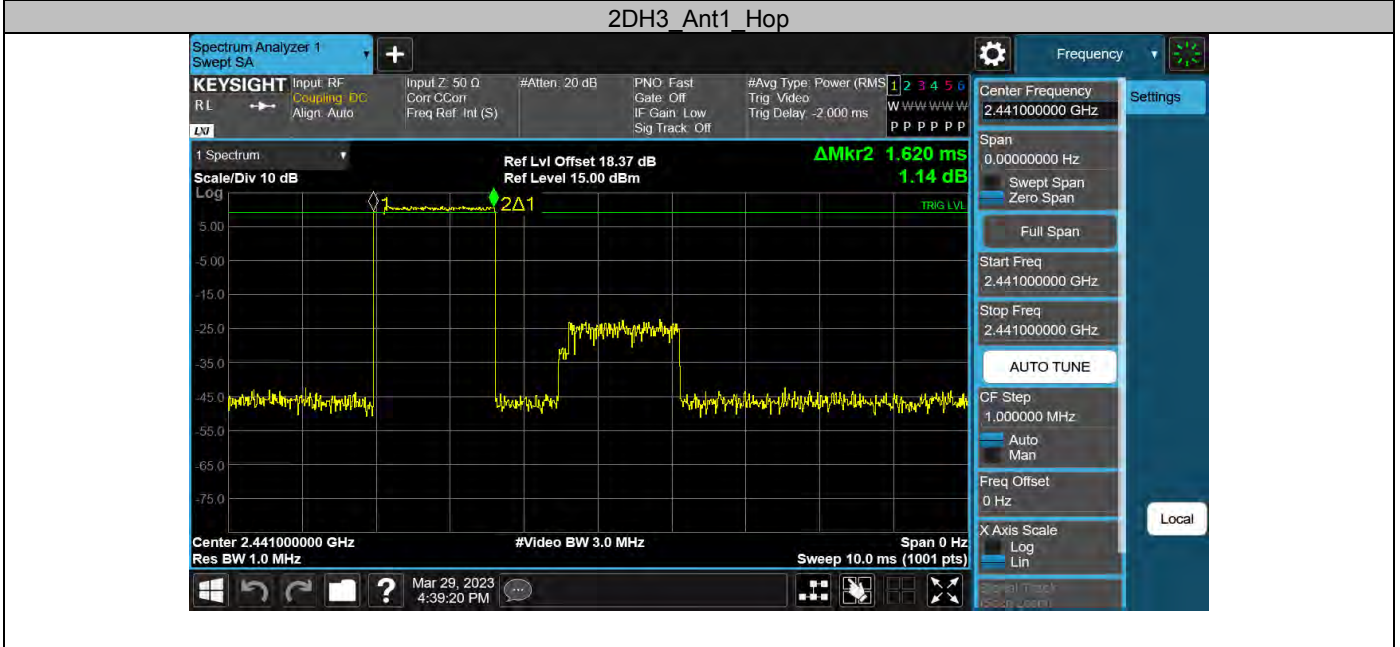 2DH3_Ant1_Hop
Spectrum Analyzer 1
Swept SA
Frequency
KEYSIGHT
RL
LXI
Input: RF
Coupling: DC
Align: Auto
Input Z: 50 Ω
Corr CCorr
Freq Ref: Int (S)
#Atten: 20 dB
PNO: Fast
Gate: Off
IF Gain: Low
Sig Track: Off
#Avg Type: Power (RMS
Trig: Video
Trig Delay: -2.000 ms
1 2 3 4 5 6
W W W W W W
P P P P P P
1 Spectrum
Scale/Div 10 dB
Log
Ref Lvl Offset 18.37 dB
Ref Level 15.00 dBm
ΔMkr2 1.620 ms
1.14 dB
1
2Δ1
TRIG LVL
5.00
-5.00
-15.0
-25.0
-35.0
-45.0
-55.0
-65.0
-75.0
Center 2.441000000 GHz
Res BW 1.0 MHz
#Video BW 3.0 MHz
Span 0 Hz
Sweep 10.0 ms (1001 pts)
Mar 29, 2023
4:39:20 PM
Center Frequency
2.441000000 GHz
Settings
Span
0.00000000 Hz
Swept Span
Zero Span
Full Span
Start Freq
2.441000000 GHz
Stop Freq
2.441000000 GHz
AUTO TUNE
CF Step
1.000000 MHz
Auto
Man
Freq Offset
0 Hz
X Axis Scale
Log
Lin
Local